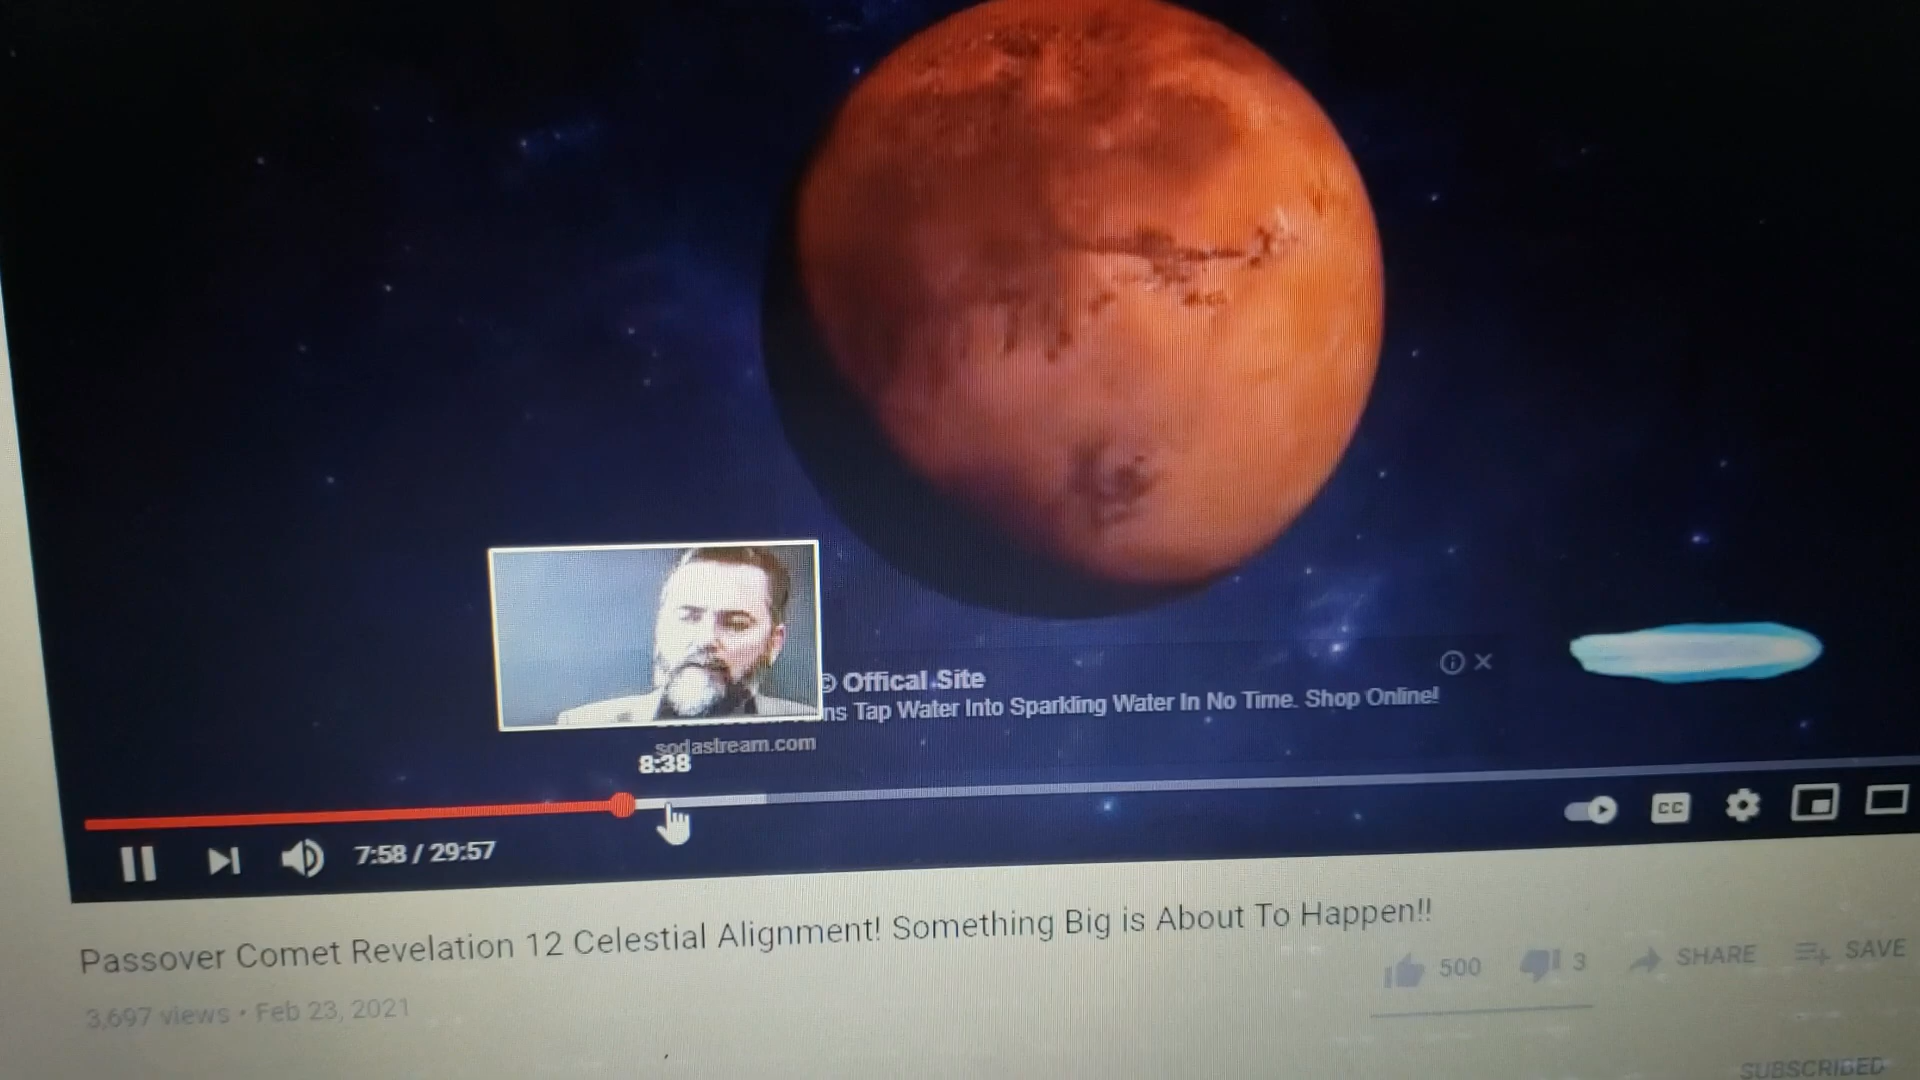 Offical Site
ns Tap Water Into Sparkling Water In No Time. Shop Online!
sodastream.com
8:38
7:58 / 29:57
CC
Passover Comet Revelation 12 Celestial Alignment! Something Big is About To Happen!!
500
3
SHARE
SAVE
3,697 views • Feb 23, 2021
SUBSCRIBED